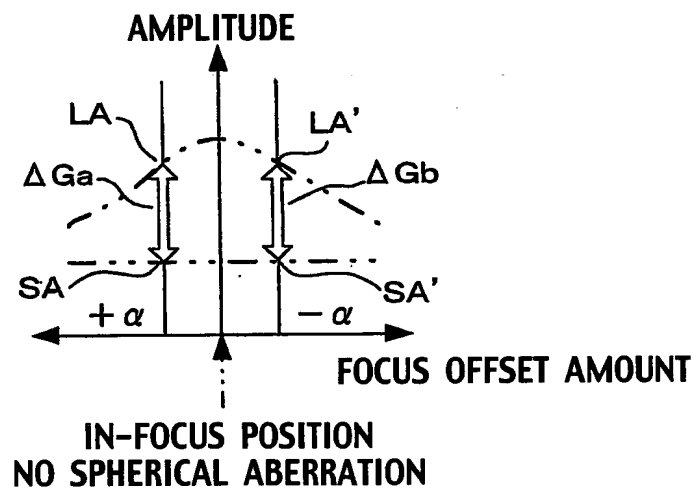 AMPLITUDE
LA
LA'
ΔGa
ΔGb
SA
SA'
+α
-α
FOCUS OFFSET AMOUNT
IN-FOCUS POSITION
NO SPHERICAL ABERRATION